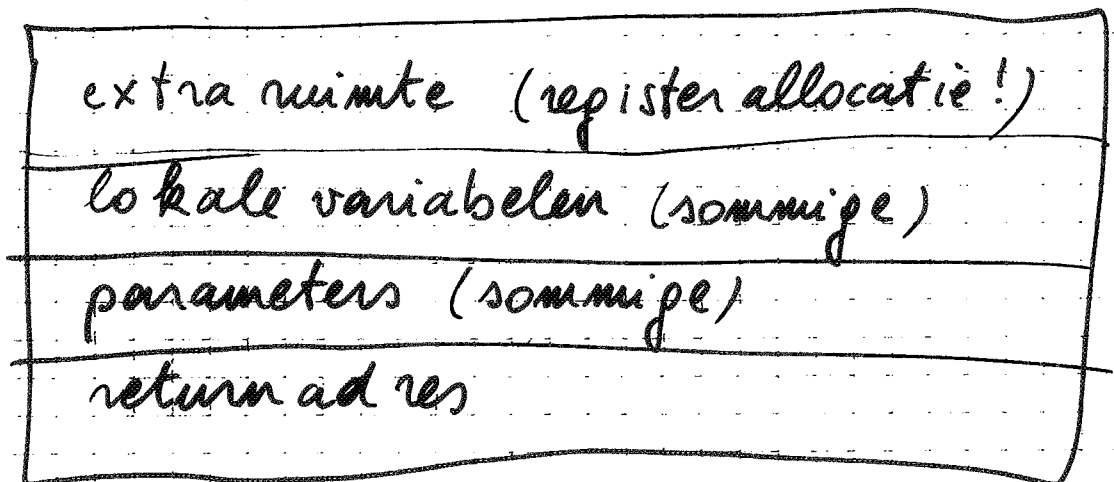 extra ruimte (register allocatie!)
lokale variabelen (sommige)
parameters (sommige)
return adres